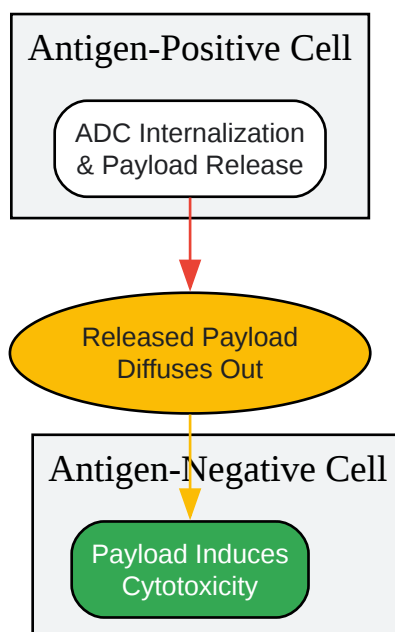 Antigen-Positive Cell
ADC Internalization
& Payload Release
Released Payload
Diffuses Out
Antigen-Negative Cell
Payload Induces
Cytotoxicity